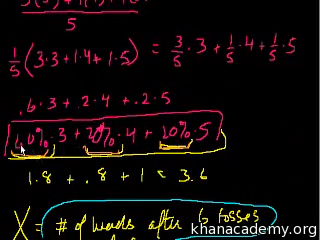 5
1/5 (3·3 + 1·4 + 1·5) = 3/5·3 + 1/5·4 + 1/5·5
.6·3 + .2·4 + .2·5
60%·3 + 20%·4 + 20%·5
1.8 + .8 + 1 = 3.6
X = # of heads after 6 tosses
khanacademy.org